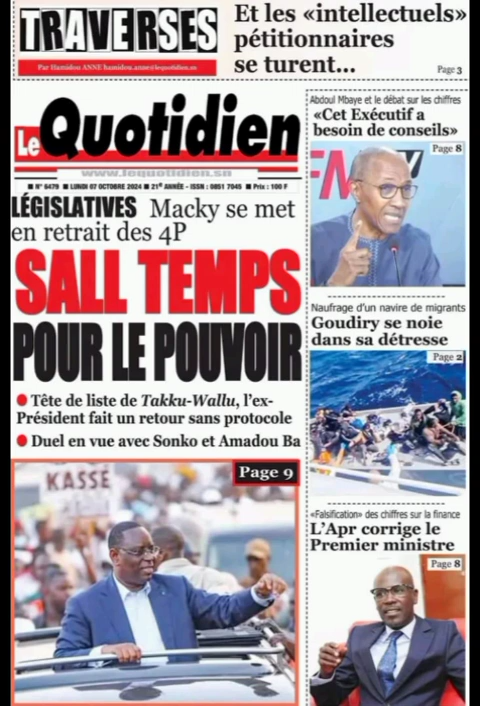 TRAVERSES
Par Hamidou ANNE hamidou.anne@lequotidien.sn
Et les «intellectuels»
pétitionnaires
se turent...
Page 3
Le Quotidien
www.lequotidien.sn
N° 6479 LUNDI 07 OCTOBRE 2024 21E ANNÉE - ISSN : 0851 7045 Prix : 100 F
LÉGISLATIVES Macky se met
en retrait des 4P
SALL TEMPS
POUR LE POUVOIR
Tête de liste de Takku-Wallu, l'ex-
Président fait un retour sans protocole
Duel en vue avec Sonko et Amadou Ba
Page 9
KASSE
Abdoul Mbaye et le débat sur les chiffres
«Cet Exécutif a
besoin de conseils»
Page 8
FM
Naufrage d'un navire de migrants
Goudiry se noie
dans sa détresse
Page 2
«Falsification» des chiffres sur la finance
L'Apr corrige le
Premier ministre
Page 8